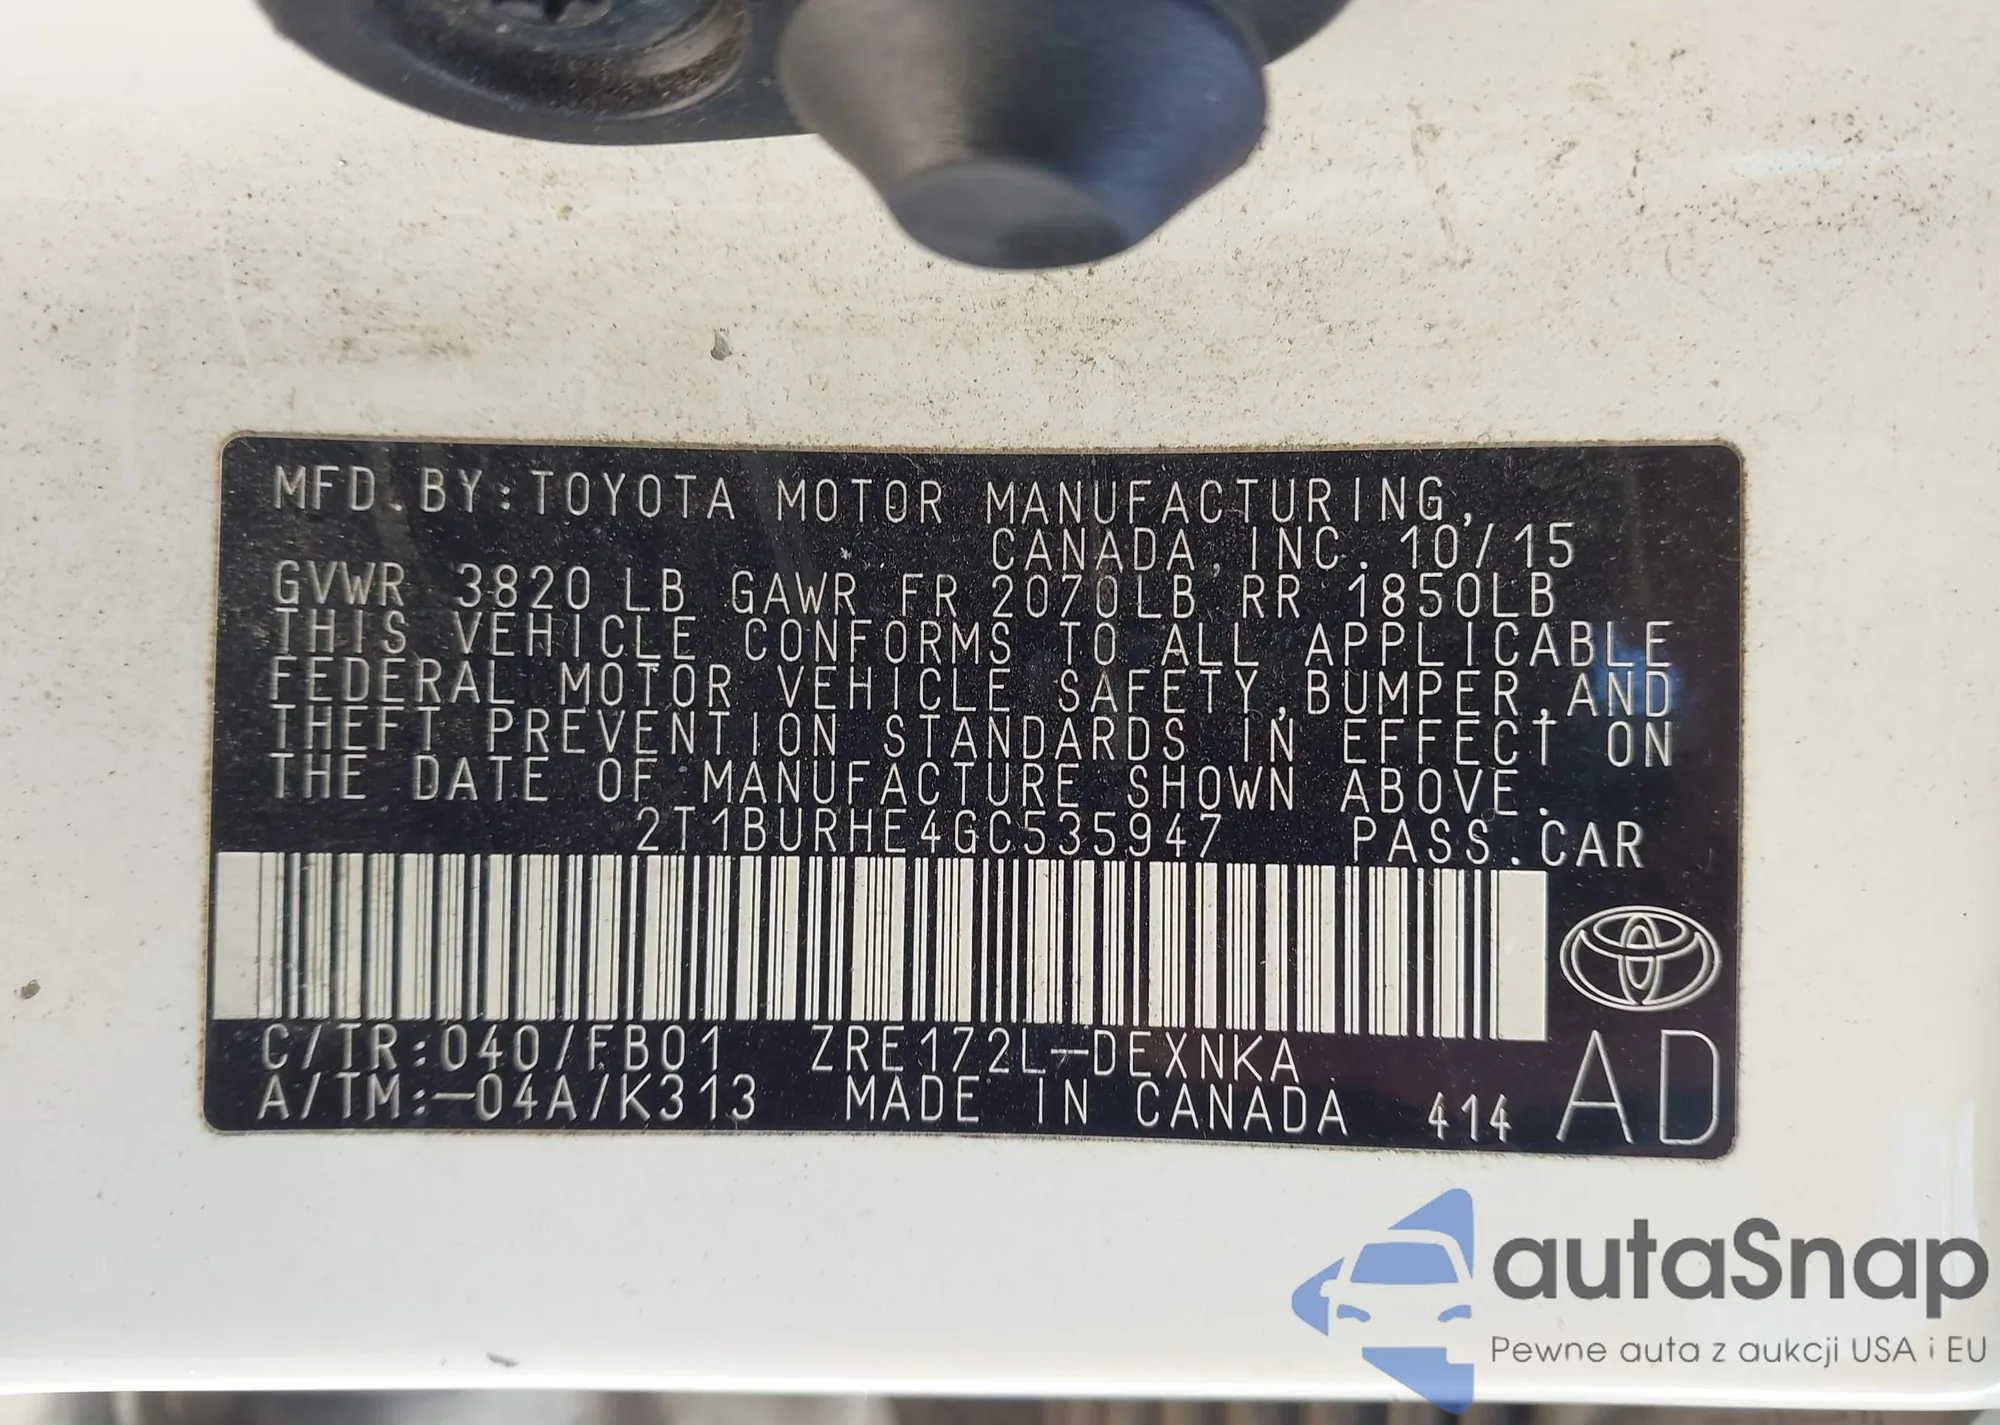 MFD.BY:TOYOTA MOTOR MANUFACTURING,
CANADA,INC. 10/15
GVWR 3820 LB GAWR FR 2070LB RR 1850LB
THIS VEHICLE CONFORMS TO ALL APPLICABLE
FEDERAL MOTOR VEHICLE SAFETY,BUMPER,AND
THEFT PREVENTION STANDARDS IN EFFECT ON
THE DATE OF MANUFACTURE SHOWN ABOVE.
2T1BURHE4GC535947 PASS.CAR
C/TR:040/FB01 ZRE172L-DEXNKA
A/TM:-04A/K313 MADE IN CANADA 414 AD
autaSnap
Pewne auta z aukcji USA i EU